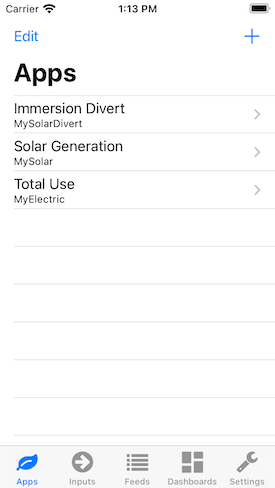 Carrier 1:13 PM
Edit
Apps
Immersion Divert
MySolarDivert
Solar Generation
MySolar
Total Use
MyElectric
Apps Inputs Feeds Dashboards Settings